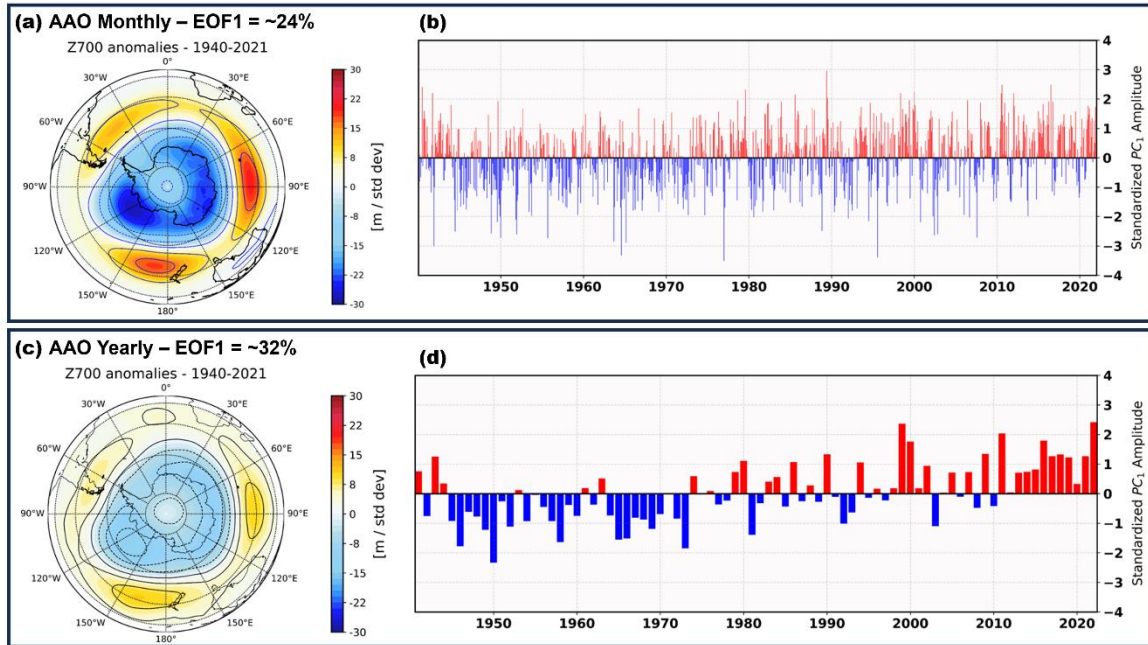 (a) AAO Monthly – EOF1 = ~24%
Z700 anomalies - 1940-2021
0°
30°W
30°E
60°W
60°E
90°W
90°E
120°W
120°E
150°W
150°E
180°
30
22
15
8
0
-8
-15
-22
-30
[m / std dev]
(b)
4
3
2
1
0
−1
−2
−3
−4
Standardized PC₁ Amplitude
1950
1960
1970
1980
1990
2000
2010
2020
(c) AAO Yearly – EOF1 = ~32%
Z700 anomalies - 1940-2021
0°
30°W
30°E
60°W
60°E
90°W
90°E
120°W
120°E
150°W
150°E
180°
30
22
15
8
0
-8
-15
-22
-30
[m / std dev]
(d)
4
3
2
1
0
−1
−2
−3
−4
Standardized PC₁ Amplitude
1950
1960
1970
1980
1990
2000
2010
2020